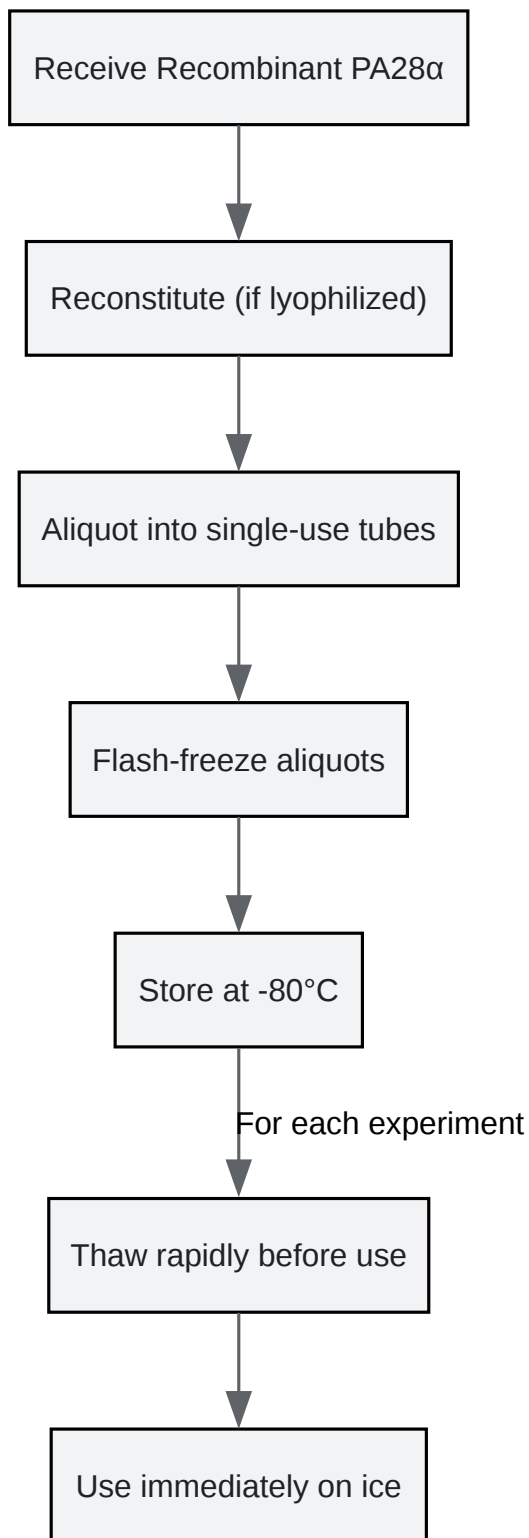 Receive Recombinant PA28α
Reconstitute (if lyophilized)
Aliquot into single-use tubes
Flash-freeze aliquots
Store at -80°C
For each experiment
Thaw rapidly before use
Use immediately on ice